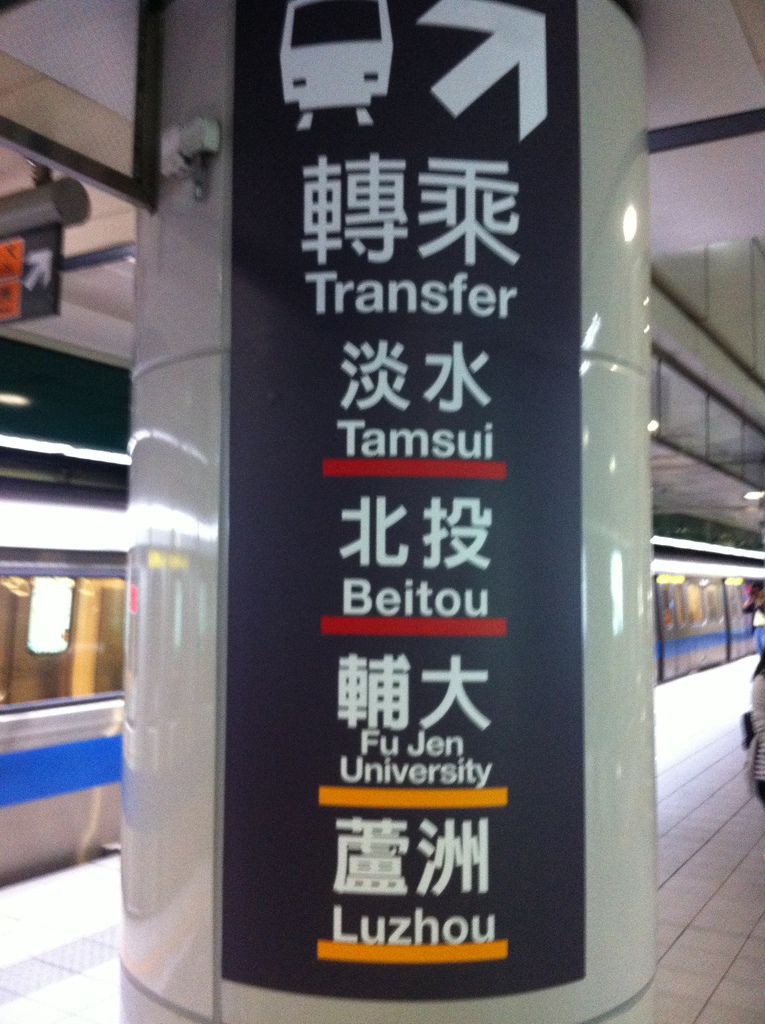 轉乘
Transfer
淡水
Tamsui
北投
Beitou
輔大
Fu Jen
University
蘆洲
Luzhou